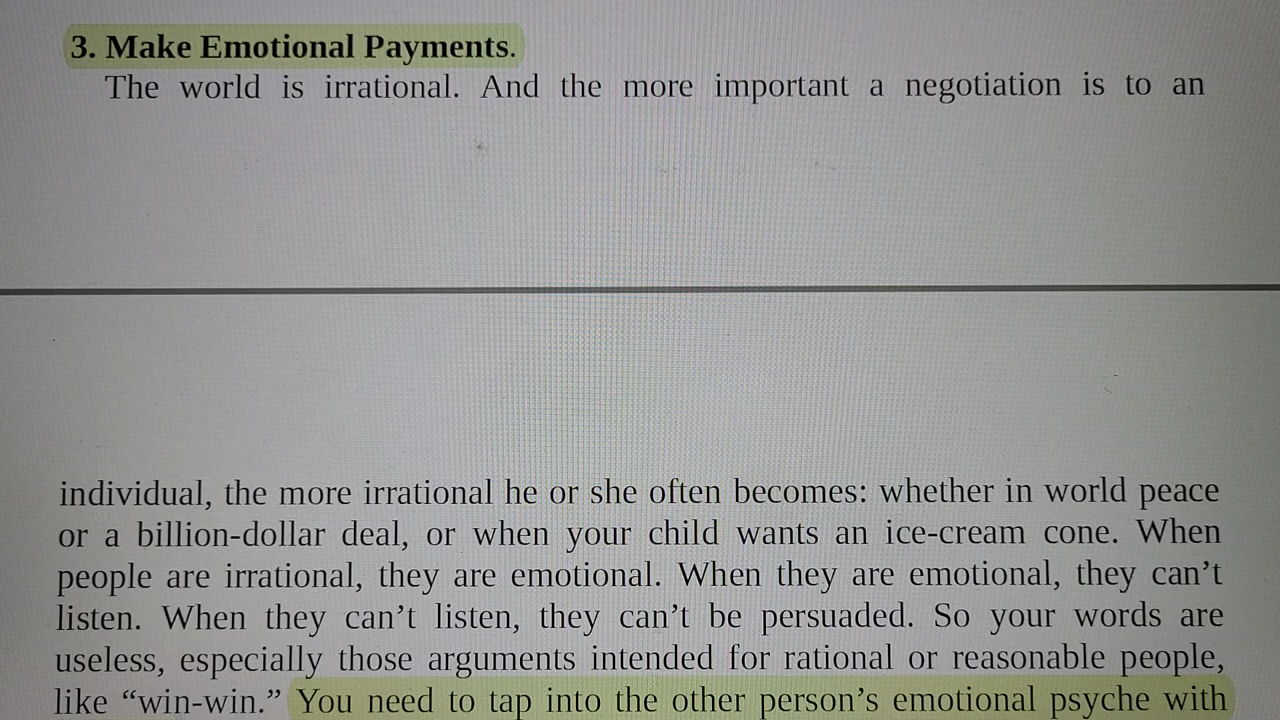 3. Make Emotional Payments.
The world is irrational. And the more important a negotiation is to an
individual, the more irrational he or she often becomes: whether in world peace
or a billion-dollar deal, or when your child wants an ice-cream cone. When
people are irrational, they are emotional. When they are emotional, they can’t
listen. When they can’t listen, they can’t be persuaded. So your words are
useless, especially those arguments intended for rational or reasonable people,
like “win-win.” You need to tap into the other person’s emotional psyche with